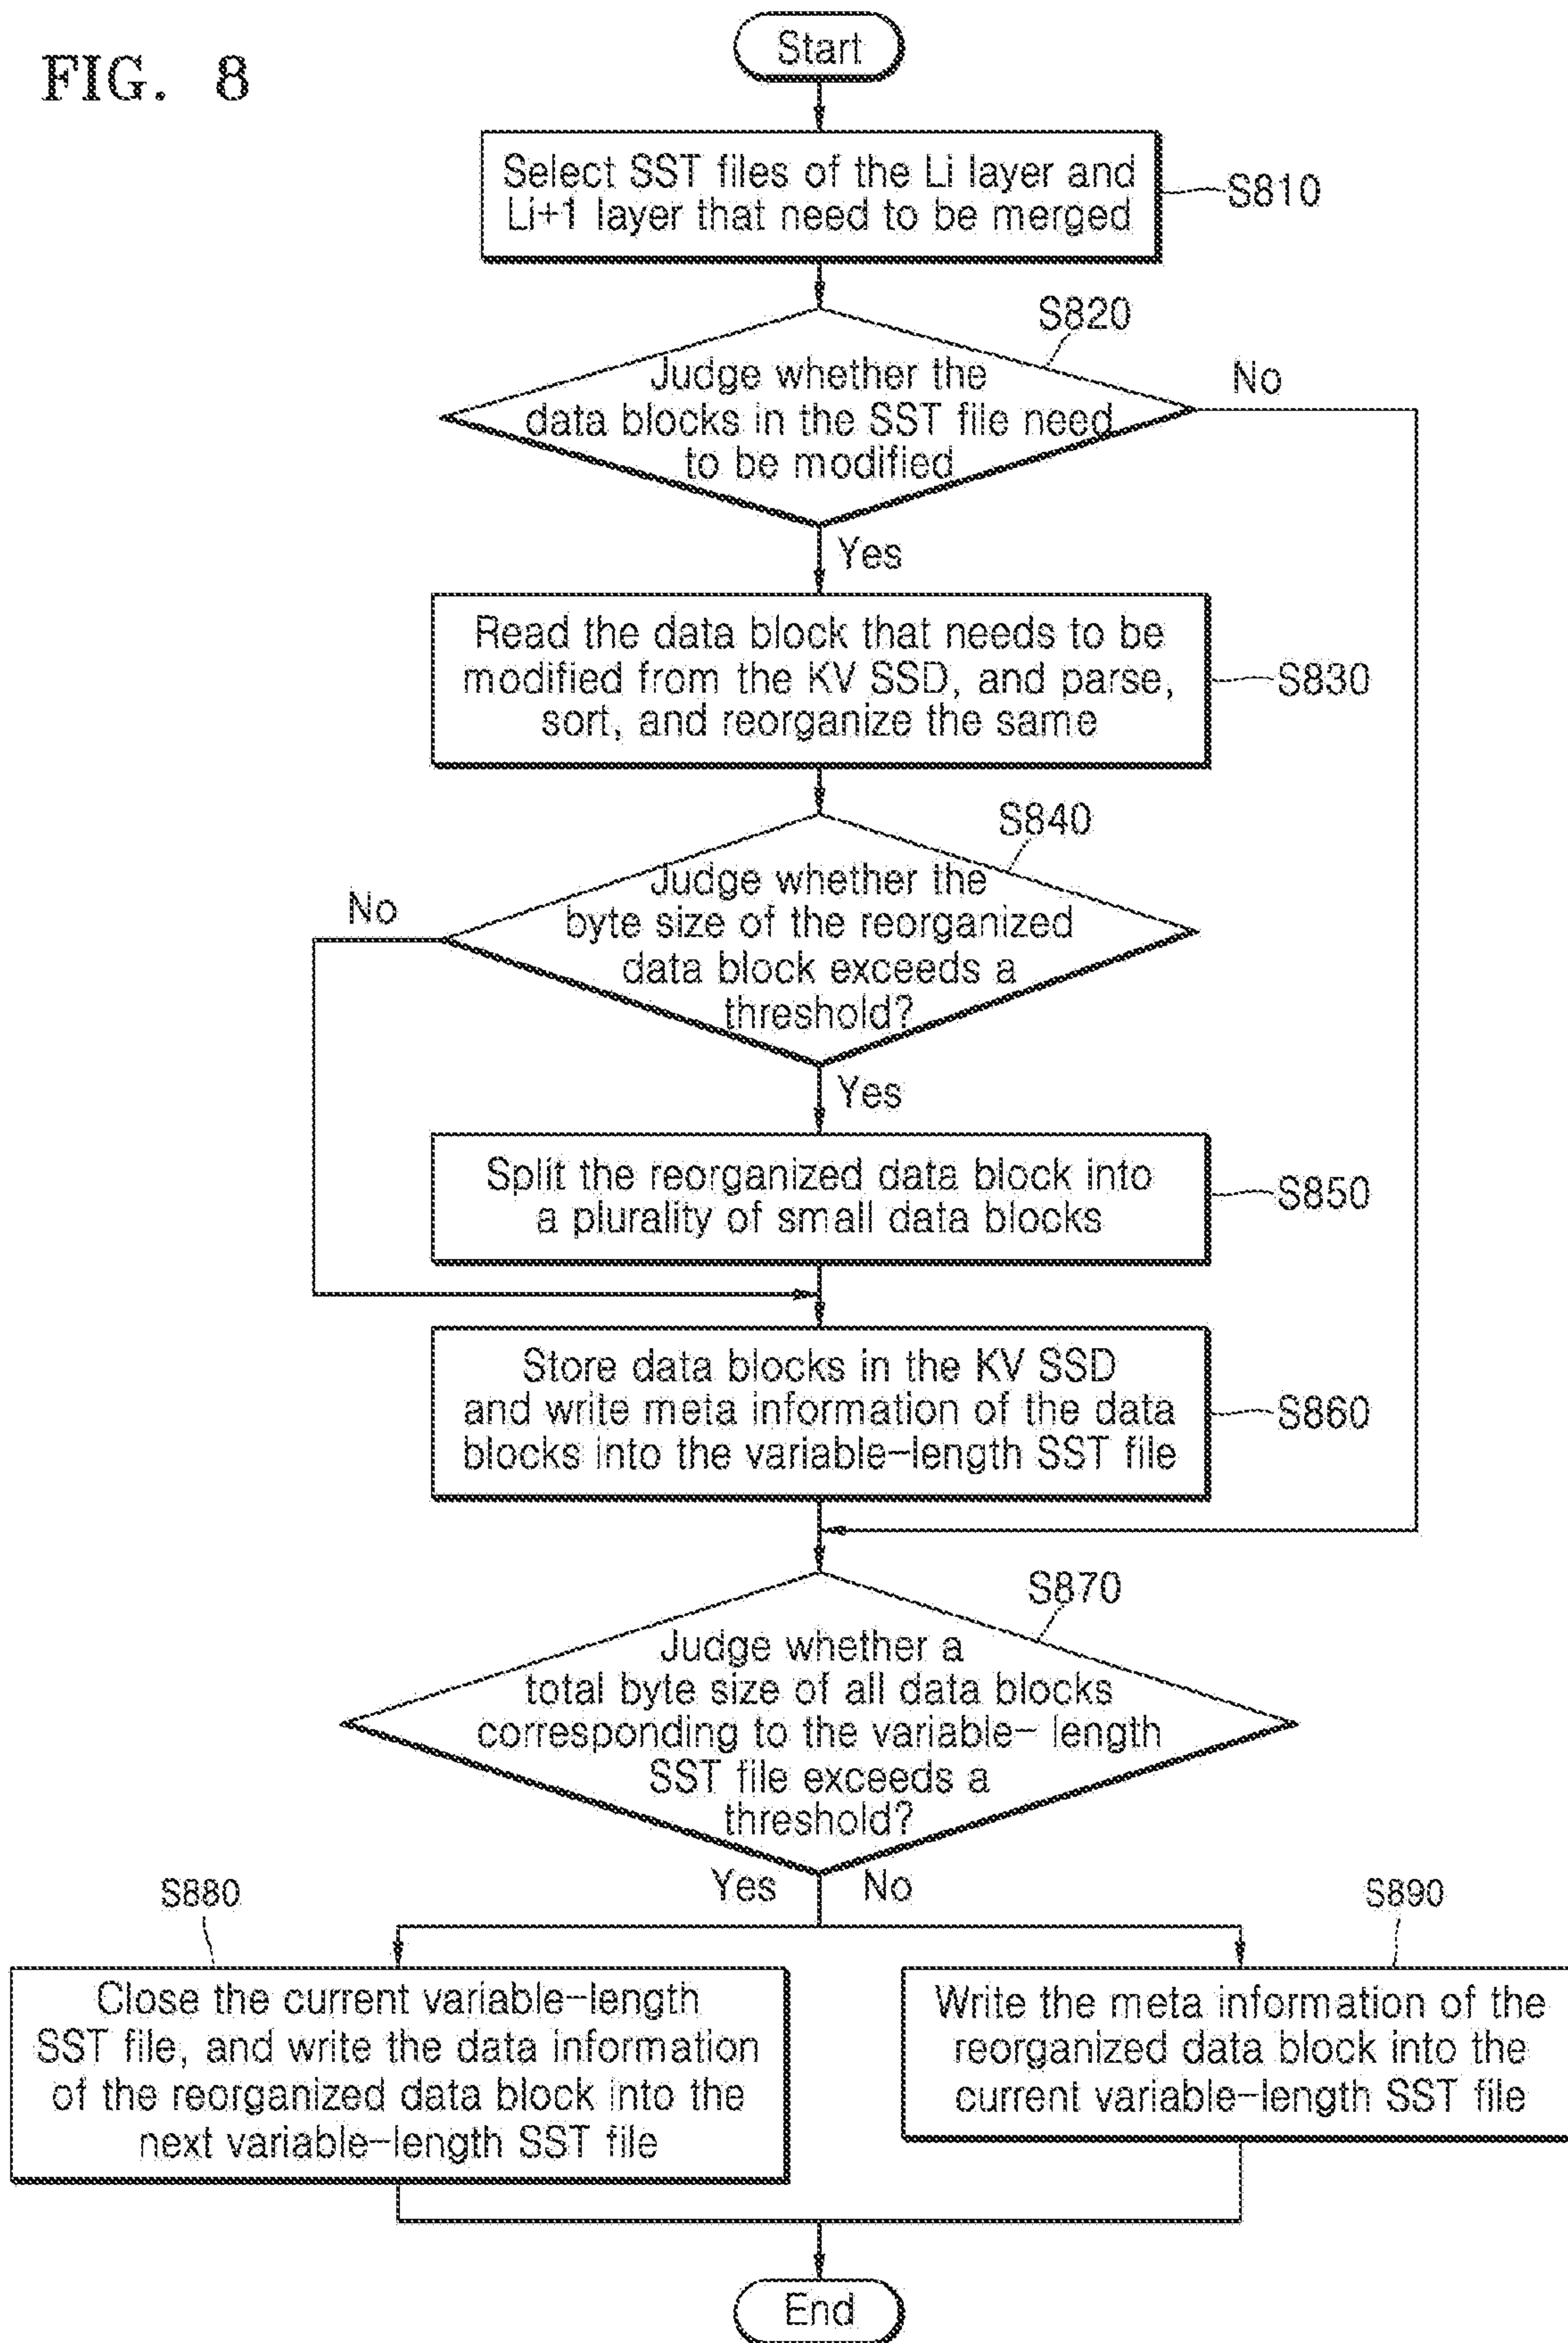 FIG. 8
Start
Select SST files of the Li layer and
Li+1 layer that need to be merged
S810
S820
Judge whether the
data blocks in the SST file need
to be modified
No
Yes
Read the data block that needs to be
modified from the KV SSD, and parse,
sort, and reorganize the same
S830
S840
Judge whether the
byte size of the reorganized
data block exceeds a
threshold?
No
Yes
Split the reorganized data block into
a plurality of small data blocks
S850
Store data blocks in the KV SSD
and write meta information of the data
blocks into the variable-length SST file
S860
S870
Judge whether a
total byte size of all data blocks
corresponding to the variable- length
SST file exceeds a
threshold?
Yes No
S880
Close the current variable-length
SST file, and write the data information
of the reorganized data block into the
next variable-length SST file
S890
Write the meta information of the
reorganized data block into the
current variable-length SST file
End